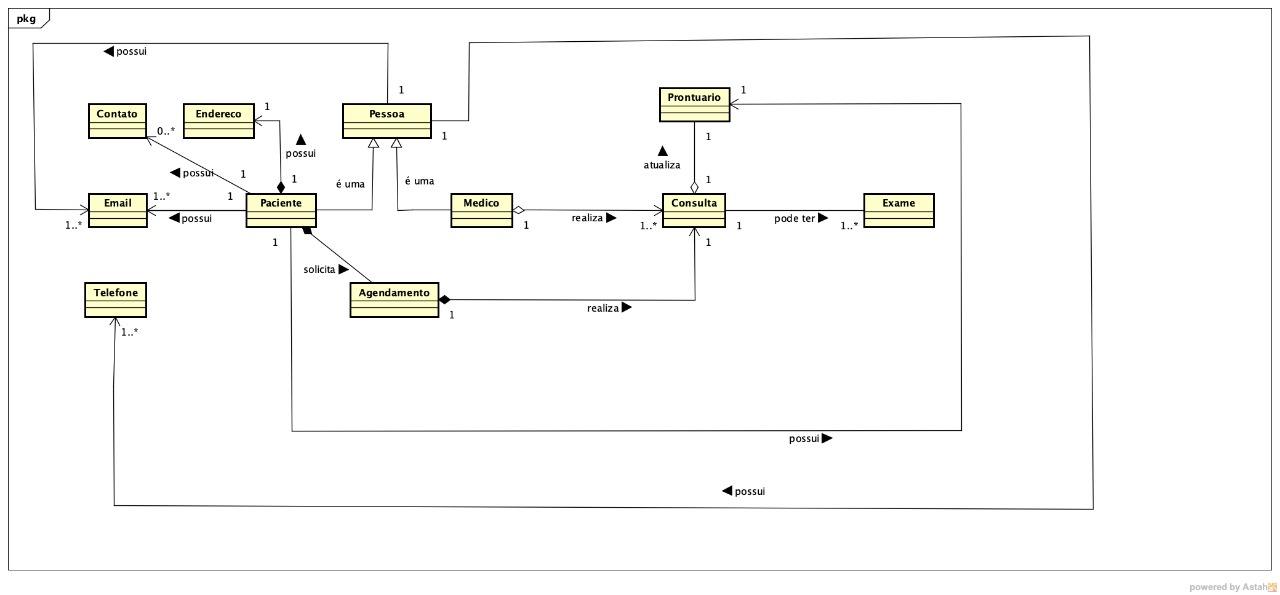 pkg
◀ possui
1
1
Prontuario
1
Contato
Endereco
1
Pessoa
0..*
1
1
▲
possui
▲
atualiza
◀ possui
1
1
é uma
é uma
1
1..*
1
Email
Paciente
Medico
Consulta
Exame
1..*
◀ possui
1
realiza ▶
1..*
1
pode ter ▶
1..*
1
1
solicita ▶
Telefone
Agendamento
1
realiza ▶
1..*
possui ▶
◀ possui
powered by Astah